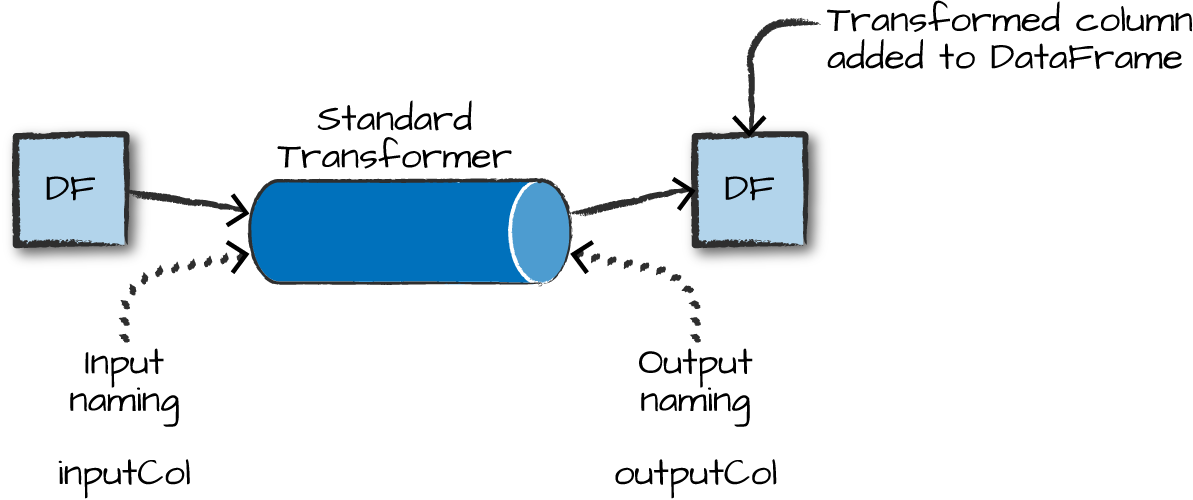 Transformed column
added to DataFrame
Standard
Transformer
DF
DF
Input
naming
inputCol
Output
naming
outputCol